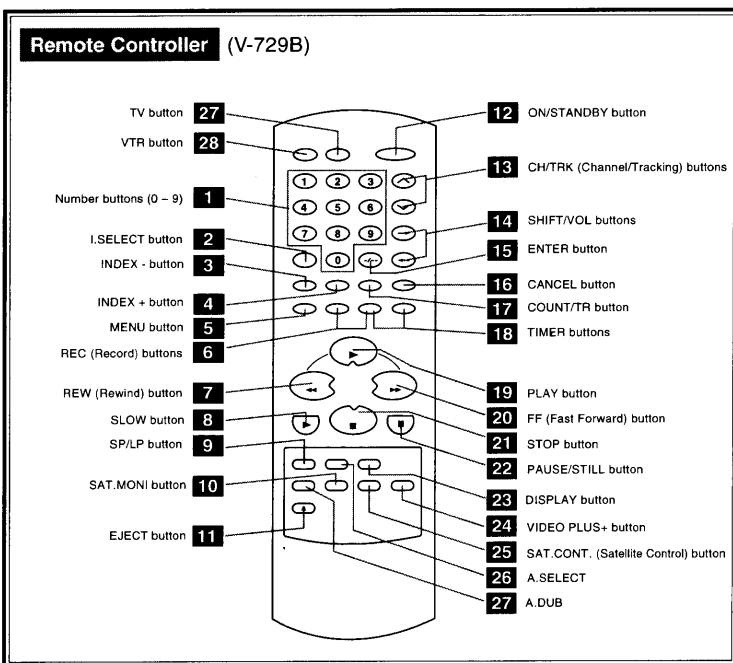 Remote Controller (V-729B)
TV button 27
VTR button 28
Number buttons (0 – 9) 1
I.SELECT button 2
INDEX - button 3
INDEX + button 4
MENU button 5
REC (Record) buttons 6
REW (Rewind) button 7
SLOW button 8
SP/LP button 9
SAT.MONI button 10
EJECT button 11
1 2 3
4 5 6
7 8 9
0 -/--
12 ON/STANDBY button
13 CH/TRK (Channel/Tracking) buttons
14 SHIFT/VOL buttons
15 ENTER button
16 CANCEL button
17 COUNT/TR button
18 TIMER buttons
19 PLAY button
20 FF (Fast Forward) button
21 STOP button
22 PAUSE/STILL button
23 DISPLAY button
24 VIDEO PLUS+ button
25 SAT.CONT. (Satellite Control) button
26 A.SELECT
27 A.DUB